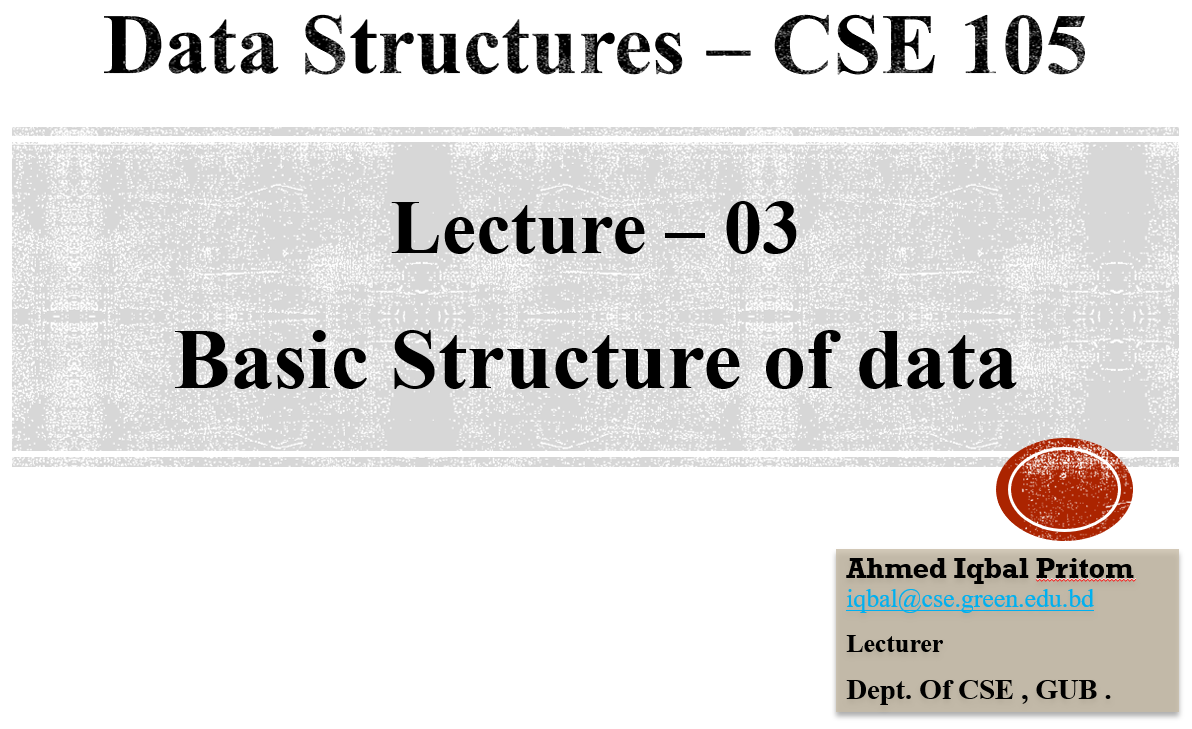 Data Structures – CSE 105
Lecture – 03
Basic Structure of data
Ahmed Iqbal Pritom
iqbal@cse.green.edu.bd
Lecturer
Dept. Of CSE , GUB .